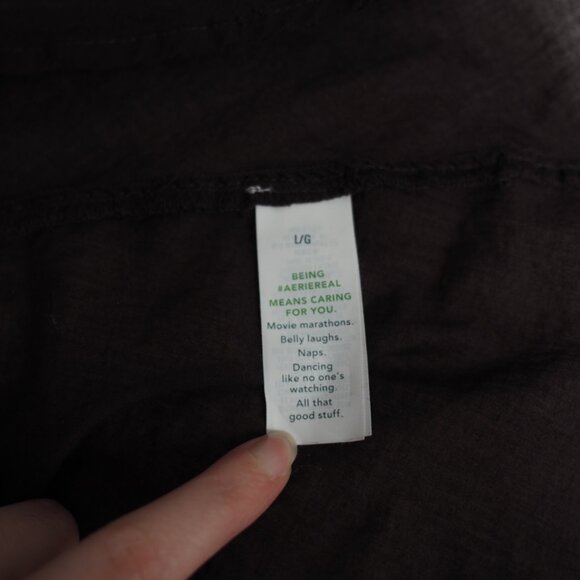 L/G
BEING
#AERIEREAL
MEANS CARING
FOR YOU.
Movie marathons.
Belly laughs.
Naps.
Dancing
like no one's
watching.
All that
good stuff.